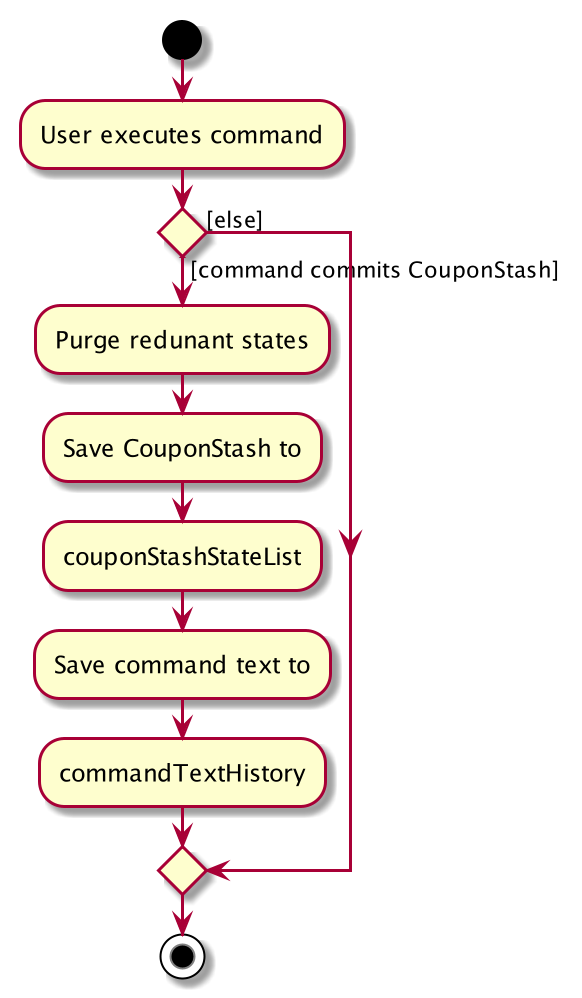 User executes command
[else]
[command commits CouponStash]
Purge redunant states
Save CouponStash to
couponStashStateList
Save command text to
commandTextHistory